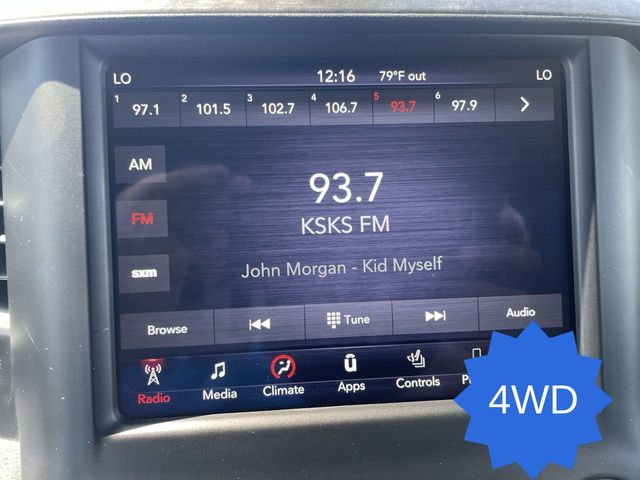 LO 12:16 79°F out LO
1 97.1 2 101.5 3 102.7 4 106.7 5 93.7 6 97.9
AM
93.7
FM
KSKS FM
sxm
John Morgan - Kid Myself
Browse Tune Audio
Radio Media Climate Apps Controls
4WD